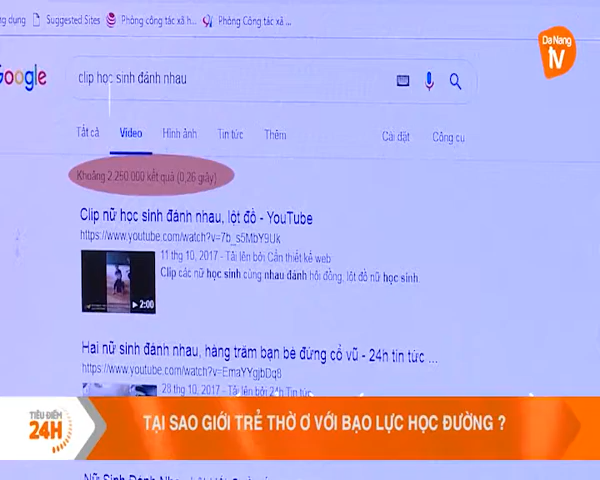 Suggested Sites
Phòng công tác xã h...
Phòng Công tác xã ...
Da Nang
tv
Google
clip học sinh đánh nhau
Tất cả
Video
Hình ảnh
Tin tức
Thêm
Cài đặt
Công cụ
Khoảng 2.250.000 kết quả (0,26 giây)
Clip nữ học sinh đánh nhau, lột đồ - YouTube
https://www.youtube.com/watch?v=7b_s5MbY9Uk
11 thg 10, 2017 - Tải lên bởi Cần thiết kế web
Clip các nữ học sinh cùng nhau đánh hội đồng, lột đồ nữ học sinh.
2:00
Hai nữ sinh đánh nhau, hàng trăm bạn bè đứng cổ vũ - 24h tin tức ...
https://www.youtube.com/watch?v=EmaYYgjbDq8
28 thg 10, 2017 - Tải lên bởi 24h Tin tức
TIÊU ĐIỂM
24H
TẠI SAO GIỚI TRẺ THỜ Ơ VỚI BẠO LỰC HỌC ĐƯỜNG ?